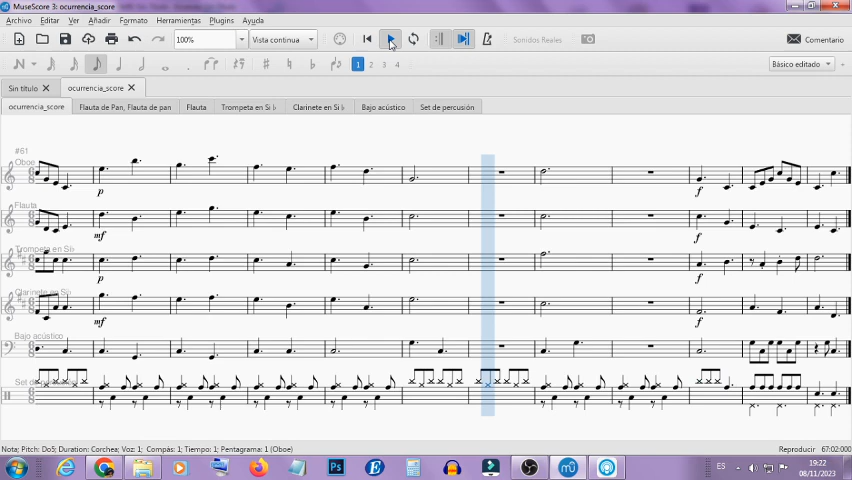 MuseScore 3: ocurrencia_score
Archivo Editar Ver Añadir Formato Herramientas Plugins Ayuda
100% Vista continua Sonidos Reales Comentario
1 2 3 4 Básico editado
Sin título ocurrencia_score
ocurrencia_score Flauta de Pan, Flauta de pan Flauta Trompeta en Si♭ Clarinete en Si♭ Bajo acústico Set de percusión
#61
Oboe
p f
Flauta
mf f
Trompeta en Si♭
p f
Clarinete en Si♭
mf f
Bajo acústico
Nota; Pitch: Do5; Duration: Corchea; Voz: 1; Compás: 1; Tiempo: 1; Pentagrama: 1 (Oboe) Reproducir 67:02:000
ES 19:22
08/11/2023